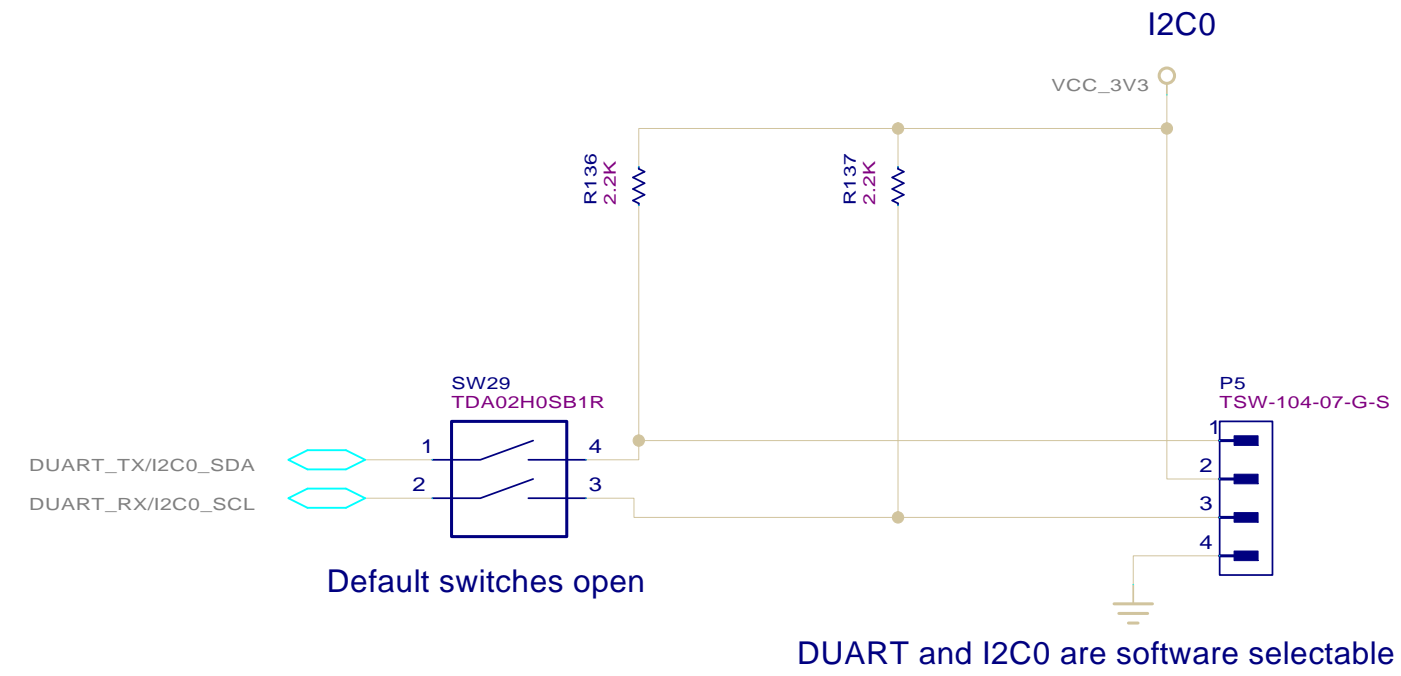 I2C0
VCC_3V3
R136
2.2K
R137
2.2K
SW29
TDA02H0SB1R
P5
TSW-104-07-G-S
DUART_TX/I2C0_SDA
1
4
1
DUART_RX/I2C0_SCL
2
3
2
3
4
Default switches open
DUART and I2C0 are software selectable